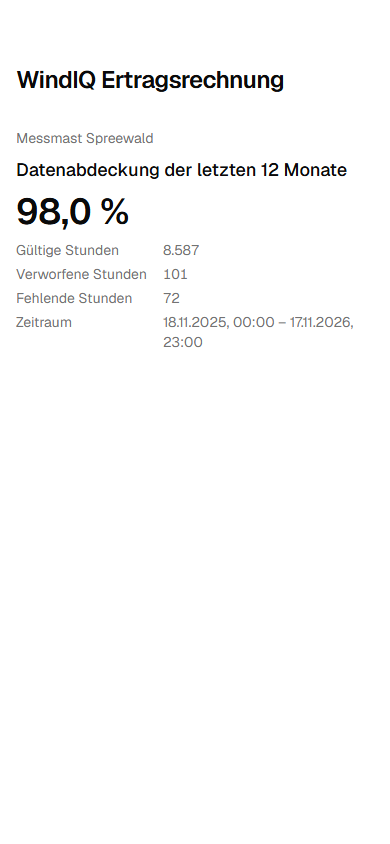 WindIQ Ertragsrechnung
Messmast Spreewald
Datenabdeckung der letzten 12 Monate
98,0 %
Gültige Stunden 8.587
Verworfene Stunden 101
Fehlende Stunden 72
Zeitraum 18.11.2025, 00:00 – 17.11.2026,
23:00